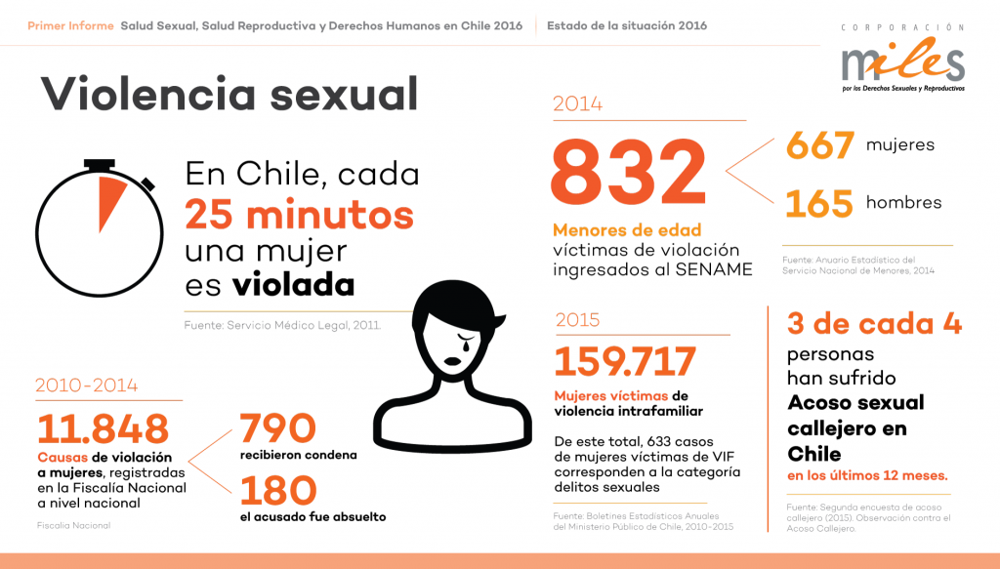 Primer Informe Salud Sexual, Salud Reproductiva y Derechos Humanos en Chile 2016
Estado de la situación 2016
CORPORACIÓN
miles
por los Derechos Sexuales y Reproductivos
Violencia sexual
En Chile, cada
25 minutos
una mujer
es violada
Fuente: Servicio Médico Legal, 2011.
2010-2014
11.848
Causas de violación
a mujeres, registradas
en la Fiscalía Nacional
a nivel nacional
Fiscalia Nacional
790
recibieron condena
180
el acusado fue absuelto
2014
832
Menores de edad
víctimas de violación
ingresados al SENAME
667 mujeres
165 hombres
Fuente: Anuario Estadístico del
Servicio Nacional de Menores, 2014
2015
159.717
Mujeres víctimas de
violencia intrafamiliar
De este total, 633 casos
de mujeres víctimas de VIF
corresponden a la categoría
delitos sexuales
Fuente: Boletines Estadísticos Anuales
del Ministerio Público de Chile, 2010-2015
3 de cada 4
personas
han sufrido
Acoso sexual
callejero en
Chile
en los últimos 12 meses.
Fuente: Segunda encuesta de acoso
callejero (2015). Observación contra el
Acoso Callejero.